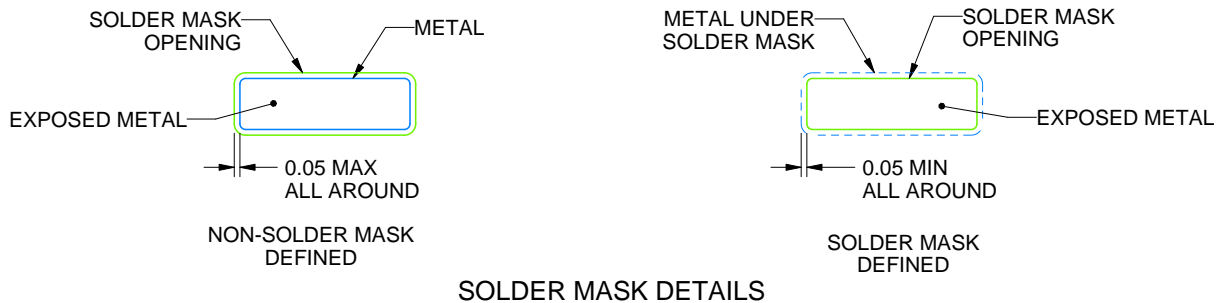 SOLDER MASK
OPENING
METAL
EXPOSED METAL
0.05 MAX
ALL AROUND
NON-SOLDER MASK
DEFINED
METAL UNDER
SOLDER MASK
SOLDER MASK
OPENING
EXPOSED METAL
0.05 MIN
ALL AROUND
SOLDER MASK
DEFINED
SOLDER MASK DETAILS